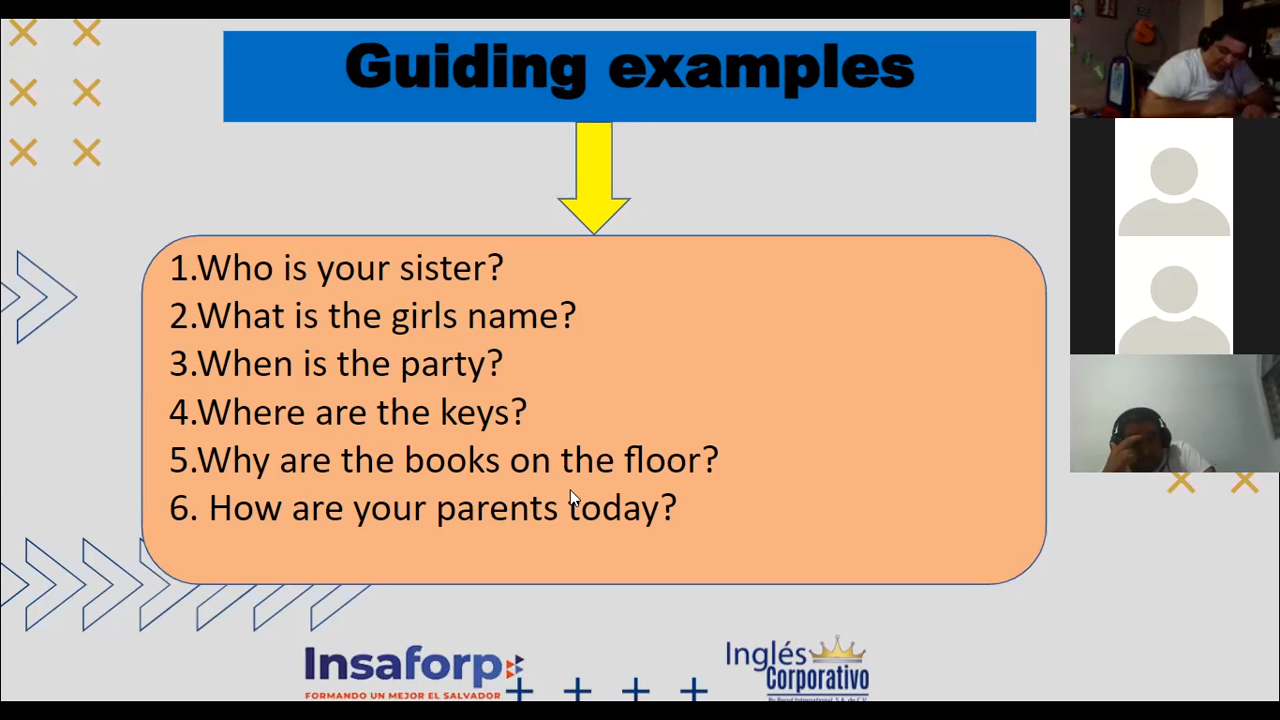 Guiding examples
1.Who is your sister?
2.What is the girls name?
3.When is the party?
4.Where are the keys?
5.Why are the books on the floor?
6. How are your parents today?
Insaforp
FORMANDO UN MEJOR EL SALVADOR
Inglés
Corporativo